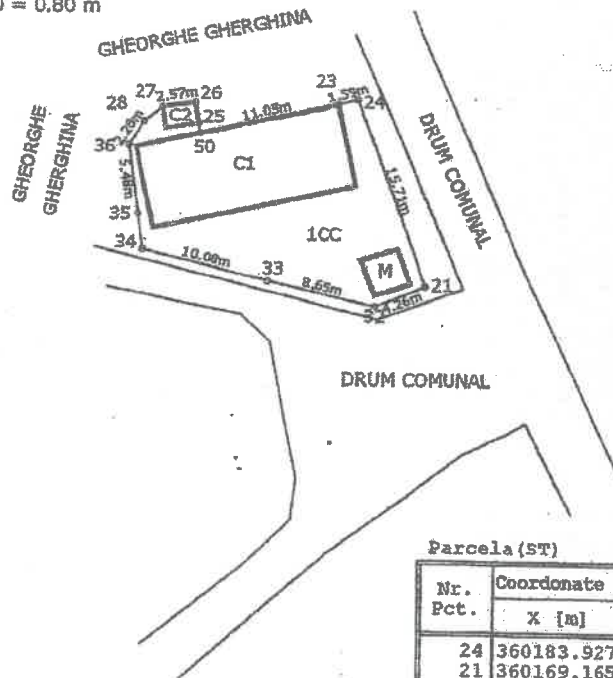 = 0.80 m
GHEORGHE GHERGHINA
GHEORGHE
GHERGHINA
28
27
2.57m
26
C2
25
50
11.05m
23
1.55m
24
36
C1
5.48m
35
34
15.71m
DRUM COMUNAL
1CC
M
10.08m
33
8.65m
4.26m
32
21
DRUM COMUNAL
Parcela(ST)
Nr.
Pct.
Coordonate
X [m]
24 360183.927
21 360169.165